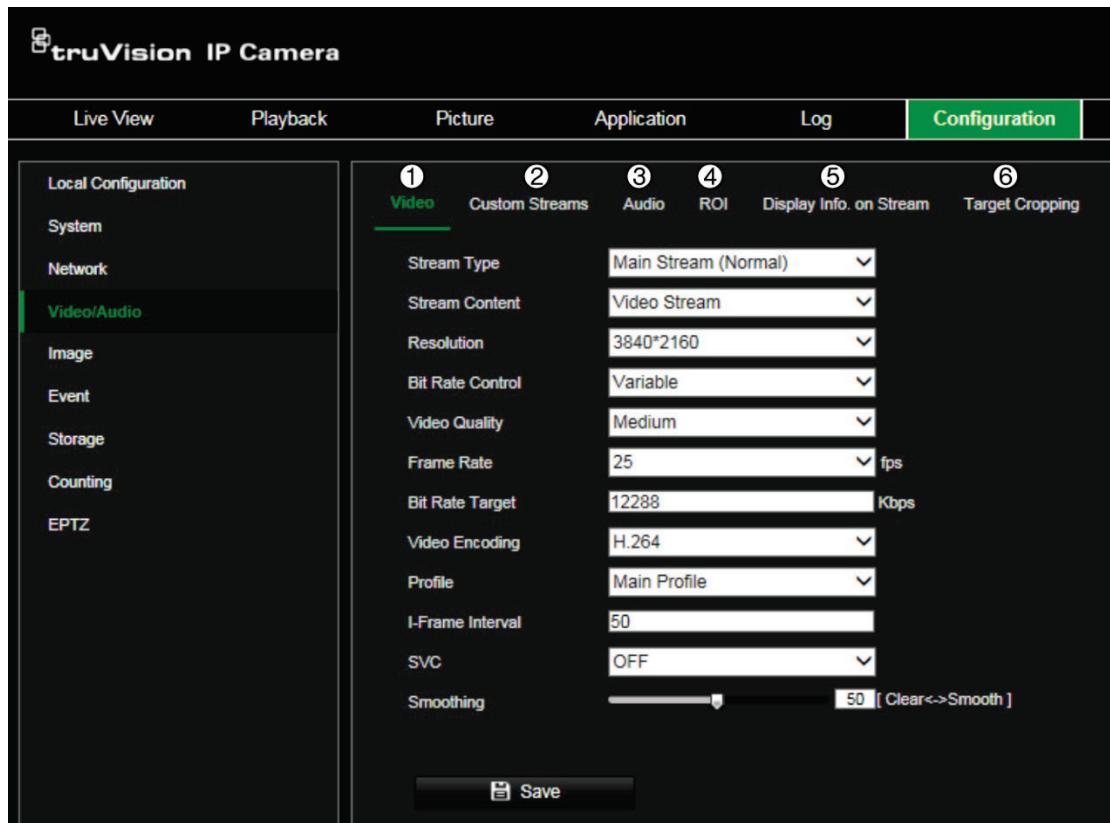 truVision IP Camera
Live View Playback Picture Application Log Configuration
Local Configuration
System
Network
Video/Audio
Image
Event
Storage
Counting
EPTZ
① ② ③ ④ ⑤ ⑥
Video Custom Streams Audio ROI Display Info. on Stream Target Cropping
Stream Type Main Stream (Normal)
Stream Content Video Stream
Resolution 3840*2160
Bit Rate Control Variable
Video Quality Medium
Frame Rate 25 fps
Bit Rate Target 12288 Kbps
Video Encoding H.264
Profile Main Profile
I-Frame Interval 50
SVC OFF
Smoothing 50 [ Clear<->Smooth ]
Save